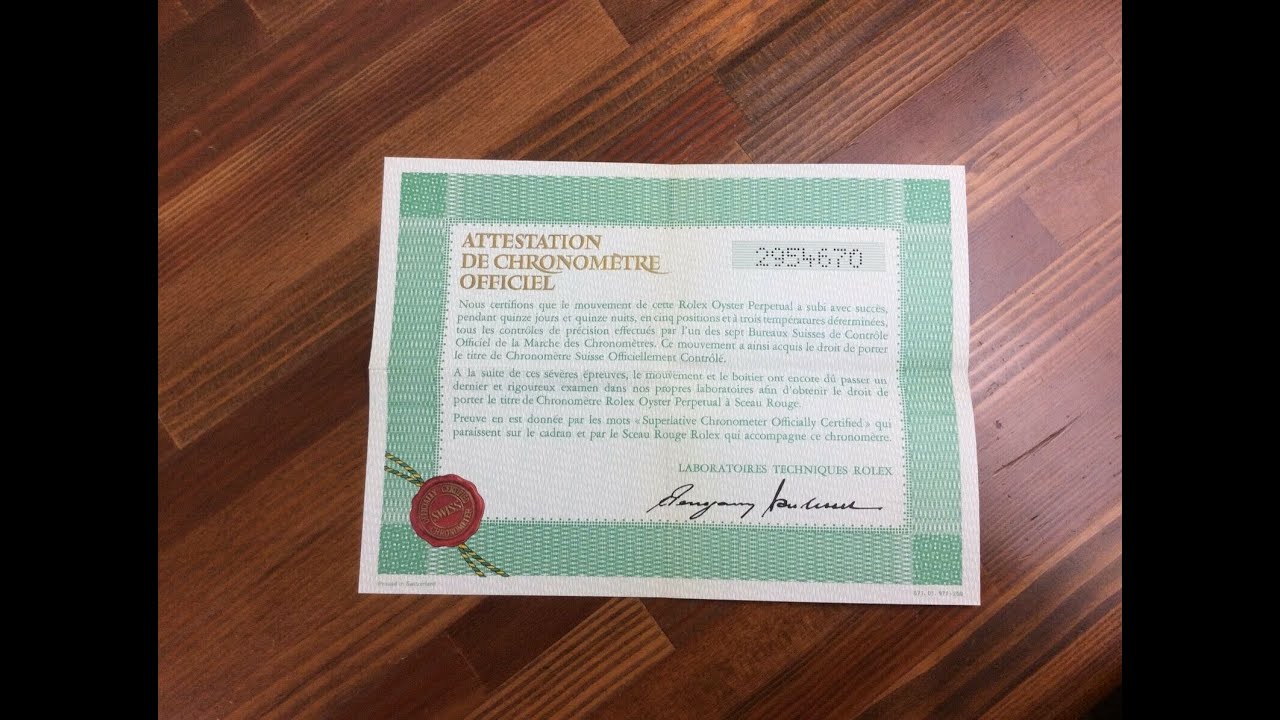 ATTESTATION
DE CHRONOMÈTRE
OFFICIEL
2954670
Nous certifions que le mouvement de cette Rolex Oyster Perpetual a subi avec succès,
pendant quinze jours et quinze nuits, en cinq positions et à trois températures déterminées,
tous les contrôles de précision effectués par l'un des sept Bureaux Suisses de Contrôle
Officiel de la Marche des Chronomètres. Ce mouvement a ainsi acquis le droit de porter
le titre de Chronomètre Suisse Officiellement Contrôlé.
A la suite de ces sévères épreuves, le mouvement et le boitier ont encore dû passer un
dernier et rigoureux examen dans nos propres laboratoires afin d'obtenir le droit de
porter le titre de Chronomètre Rolex Oyster Perpetual à Sceau Rouge.
Preuve en est donnée par les mots « Superlative Chronometer Officially Certified » qui
paraissent sur le cadran et par le Sceau Rouge Rolex qui accompagne ce chronomètre.
LABORATOIRES TECHNIQUES ROLEX
SWISS
Printed in Switzerland